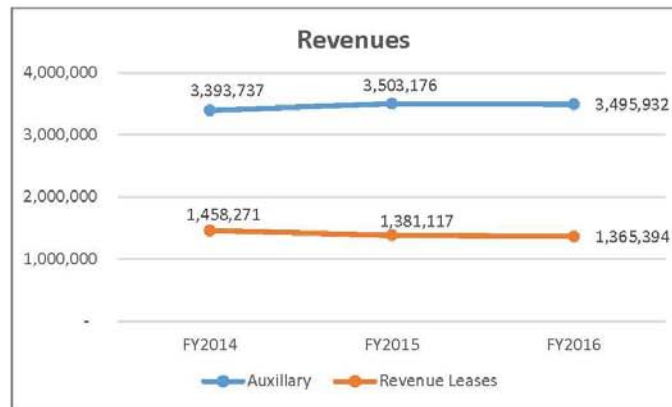 Revenues
4,000,000
3,393,737
3,503,176
3,495,932
3,000,000
2,000,000
1,458,271
1,381,117
1,365,394
1,000,000
-
FY2014
FY2015
FY2016
Auxillary
Revenue Leases